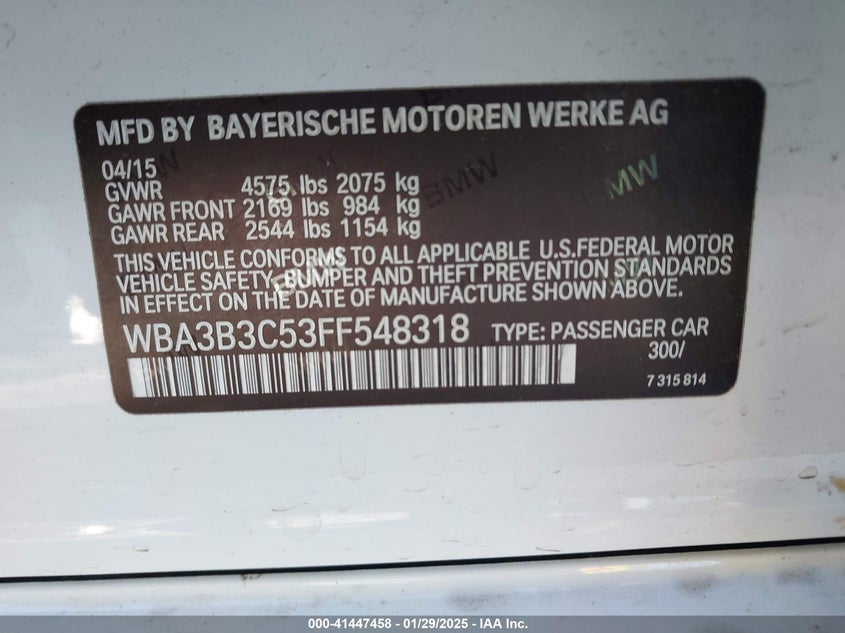 MFD BY BAYERISCHE MOTOREN WERKE AG
04/15
GVWR 4575 lbs 2075 kg
GAWR FRONT 2169 lbs 984 kg
GAWR REAR 2544 lbs 1154 kg
THIS VEHICLE CONFORMS TO ALL APPLICABLE U.S.FEDERAL MOTOR
VEHICLE SAFETY, BUMPER AND THEFT PREVENTION STANDARDS
IN EFFECT ON THE DATE OF MANUFACTURE SHOWN ABOVE.
WBA3B3C53FF548318 TYPE: PASSENGER CAR
300/
7 315 814
BMW
BMW
000-41447458 - 01/29/2025 - IAA Inc.